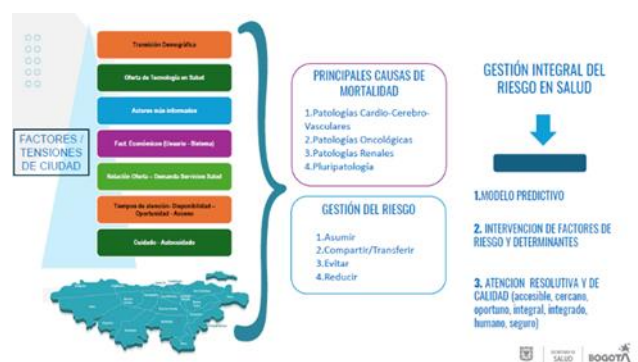 FACTORES /
TENSIONES
DE CIUDAD
Transición Demográfica
Oferta de Tecnología en Salud
Actores más informados
Fact. Económicos (Usuario - Sistema)
Relación Oferta – Demanda Servicios Salud
Tiempos de atención: Disponibilidad –
Oportunidad - Acceso
Cuidado - Autocuidado
PRINCIPALES CAUSAS DE
MORTALIDAD
1.Patologías Cardio-Cerebro-
Vasculares
2.Patologías Oncológicas
3.Patologías Renales
4.Pluripatología
GESTIÓN DEL RIESGO
1.Asumir
2.Compartir/Transferir
3.Evitar
4.Reducir
GESTIÓN INTEGRAL DEL
RIESGO EN SALUD
1.MODELO PREDICTIVO
2. INTERVENCION DE FACTORES DE
RIESGO Y DETERMINANTES
3. ATENCION RESOLUTIVA Y DE
CALIDAD (accesible, cercano,
oportuno, integral, integrado,
humano, seguro)
SALUD
BOGOTÁ